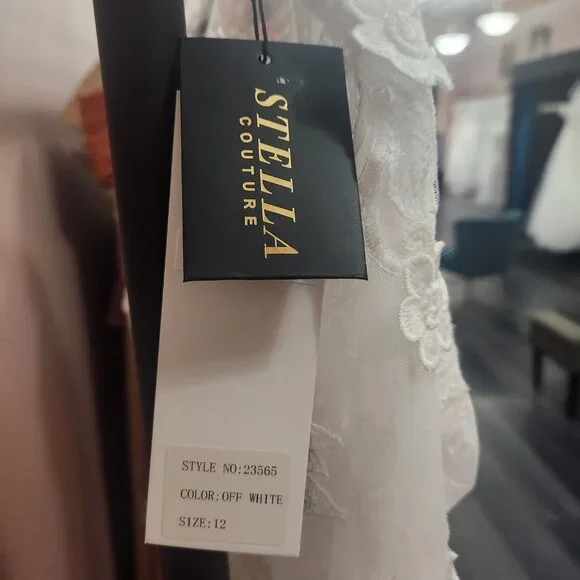 STELLA
COUTURE
STYLE NO:23565
COLOR:OFF WHITE
SIZE:12